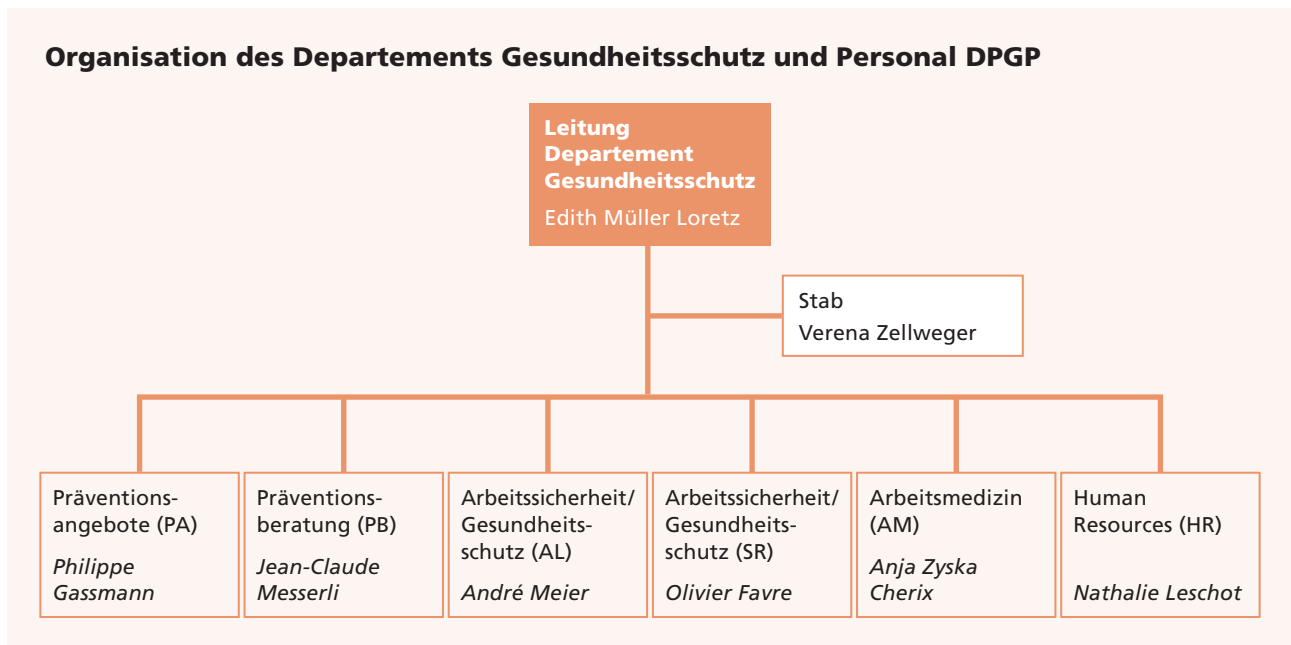 Organisation des Departements Gesundheitsschutz und Personal DPGP
Leitung
Departement
Gesundheitsschutz
Edith Müller Loretz
Stab
Verena Zellweger
Präventions-
angebote (PA)
Philippe
Gassmann
Präventions-
beratung (PB)
Jean-Claude
Messerli
Arbeitssicherheit/
Gesundheits-
schutz (AL)
André Meier
Arbeitssicherheit/
Gesundheits-
schutz (SR)
Olivier Favre
Arbeitsmedizin
(AM)
Anja Zyska
Cherix
Human
Resources (HR)
Nathalie Leschot